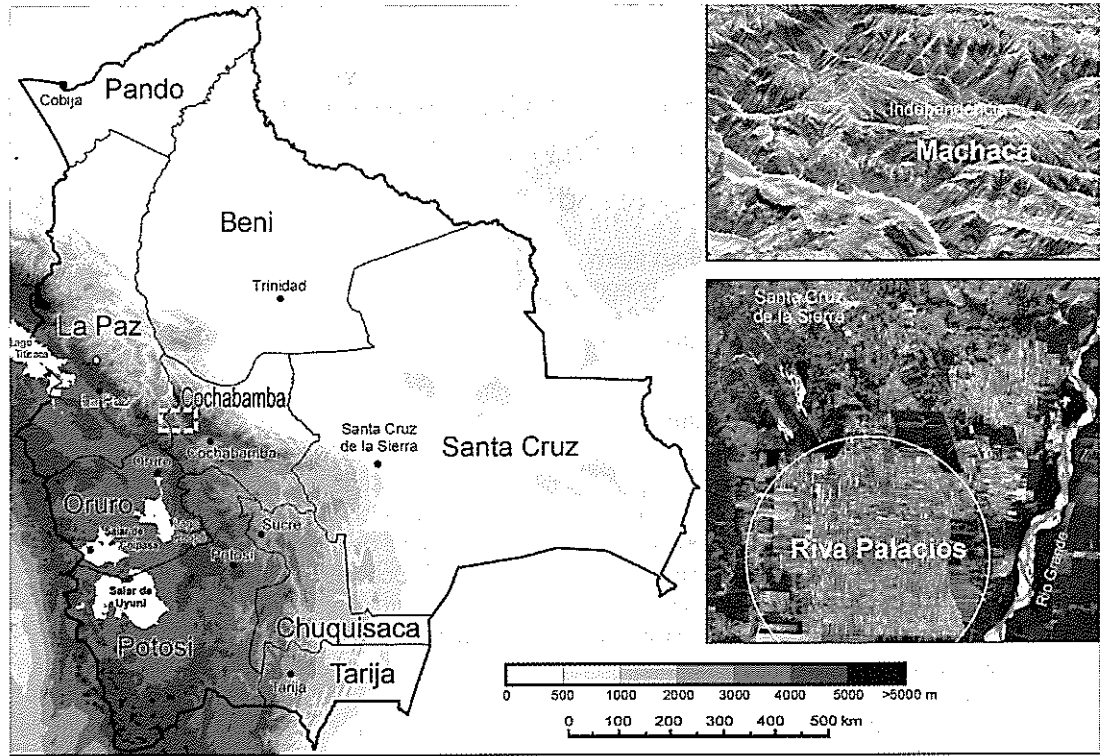 Pando
Cobija
Beni
Trinidad
La Paz
Lago
Titicaca
La Paz
Cochabamba
Cochabamba
Santa Cruz
de la Sierra
Santa Cruz
Oruro
Oruro
Sucre
Potosi
Salar de
Uyuni
Potosi
Chuquisaca
Tarija
Tarija
Independencia
Machaca
Santa Cruz
de la Sierra
Riva Palacios
Rio Grande
0 500 1000 2000 3000 4000 5000 >5000 m
0 100 200 300 400 500 km